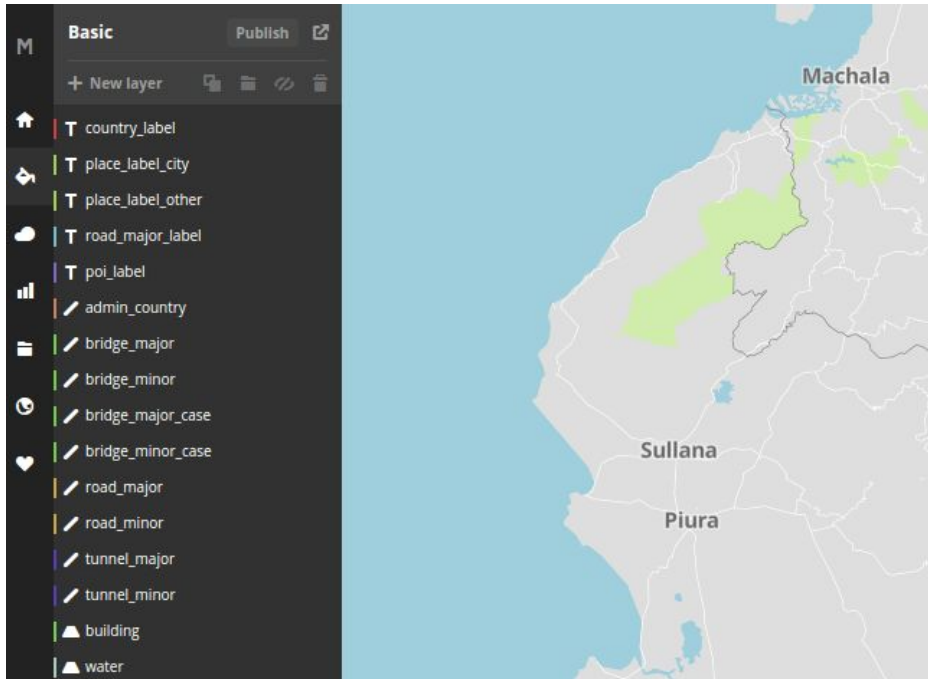 M
Basic
Publish
+ New layer
T country_label
T place_label_city
T place_label_other
T road_major_label
T poi_label
admin_country
bridge_major
bridge_minor
bridge_major_case
bridge_minor_case
road_major
road_minor
tunnel_major
tunnel_minor
building
water
Machala
Sullana
Piura